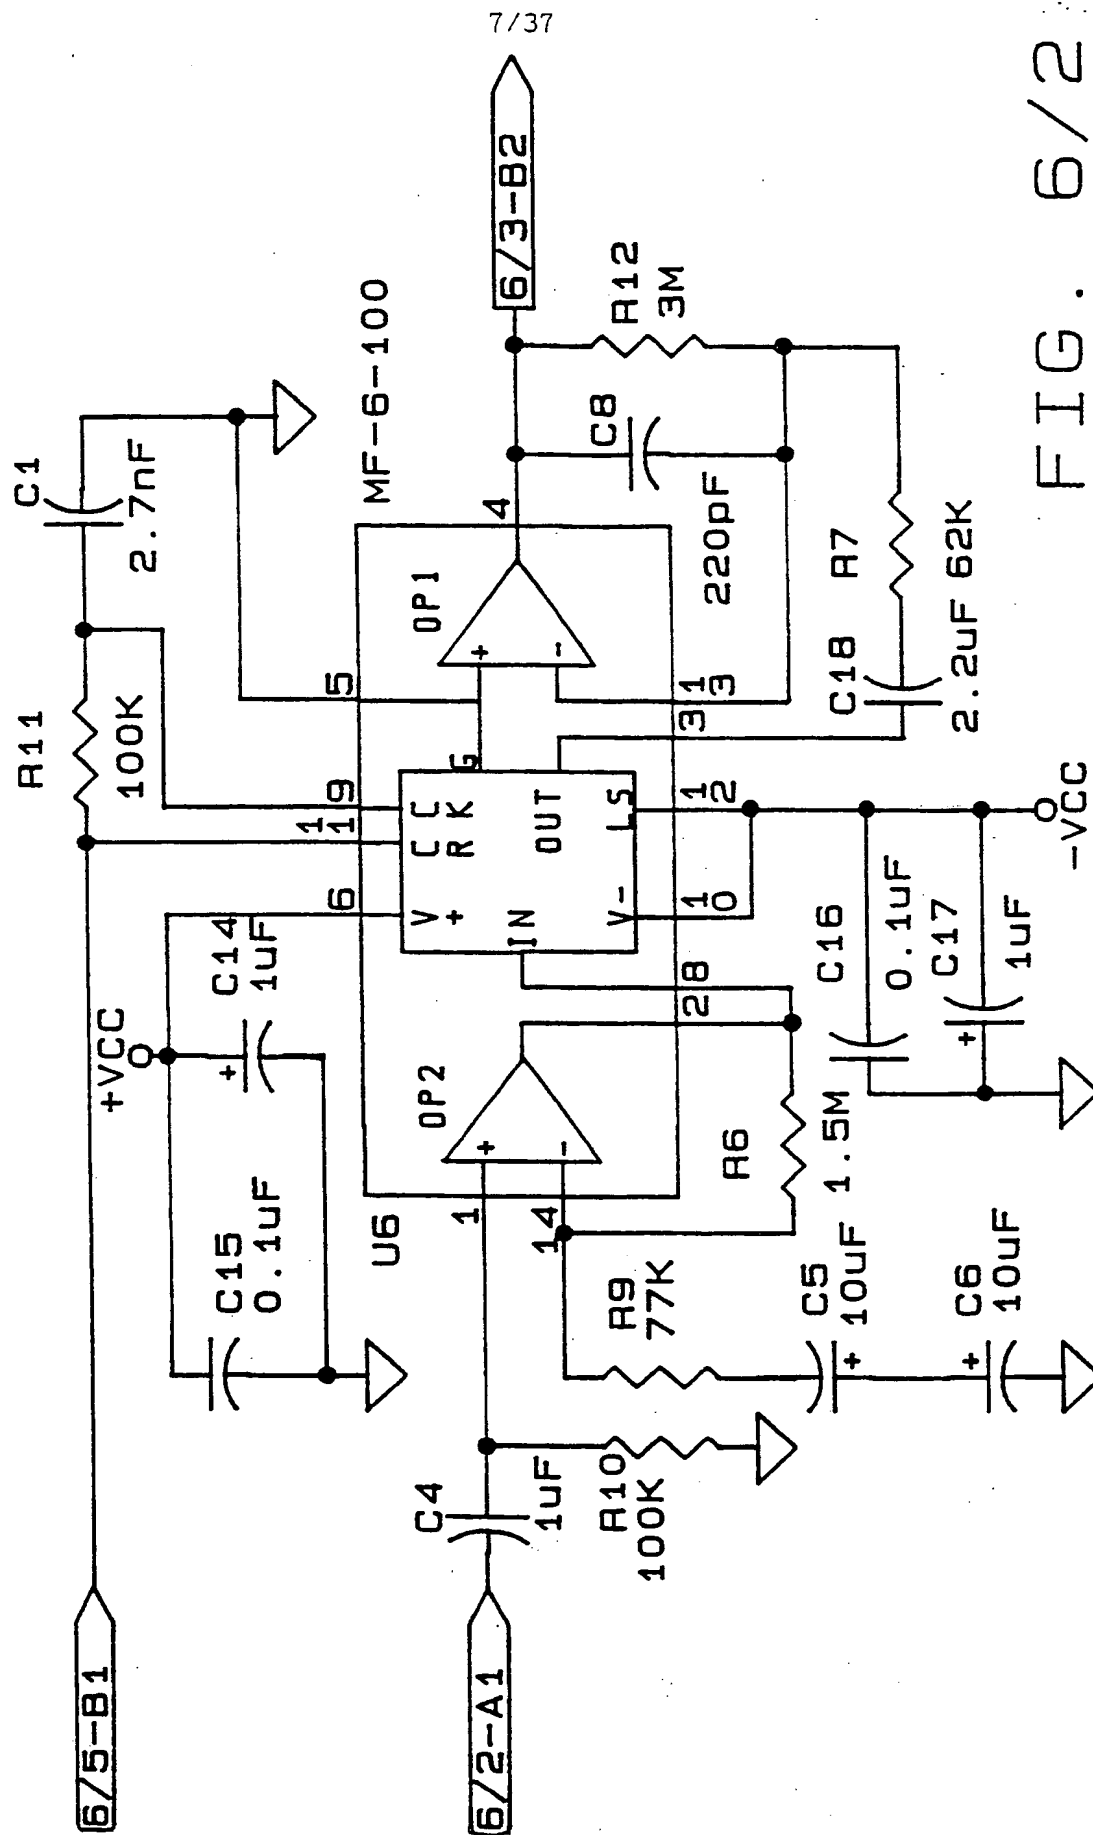 7/37
6/5-B1
R11
100K
C1
2.7nF
+VCC
C14
1uF
C15
0.1uF
U6
MF-6-100
6
11
9
5
V+
CR
CK
G
IN
OUT
V-
LS
OP2
+
-
OP1
+
-
4
6/3-B2
1
14
2
8
10
12
3
13
6/2-A1
C4
1uF
R10
100K
R9
77K
C5
10uF
+
C6
10uF
+
R6
1.5M
C16
0.1uF
C17
1uF
+
+
-VCC
C18
2.2uF
R7
62K
C8
220pF
R12
3M
FIG. 6/2